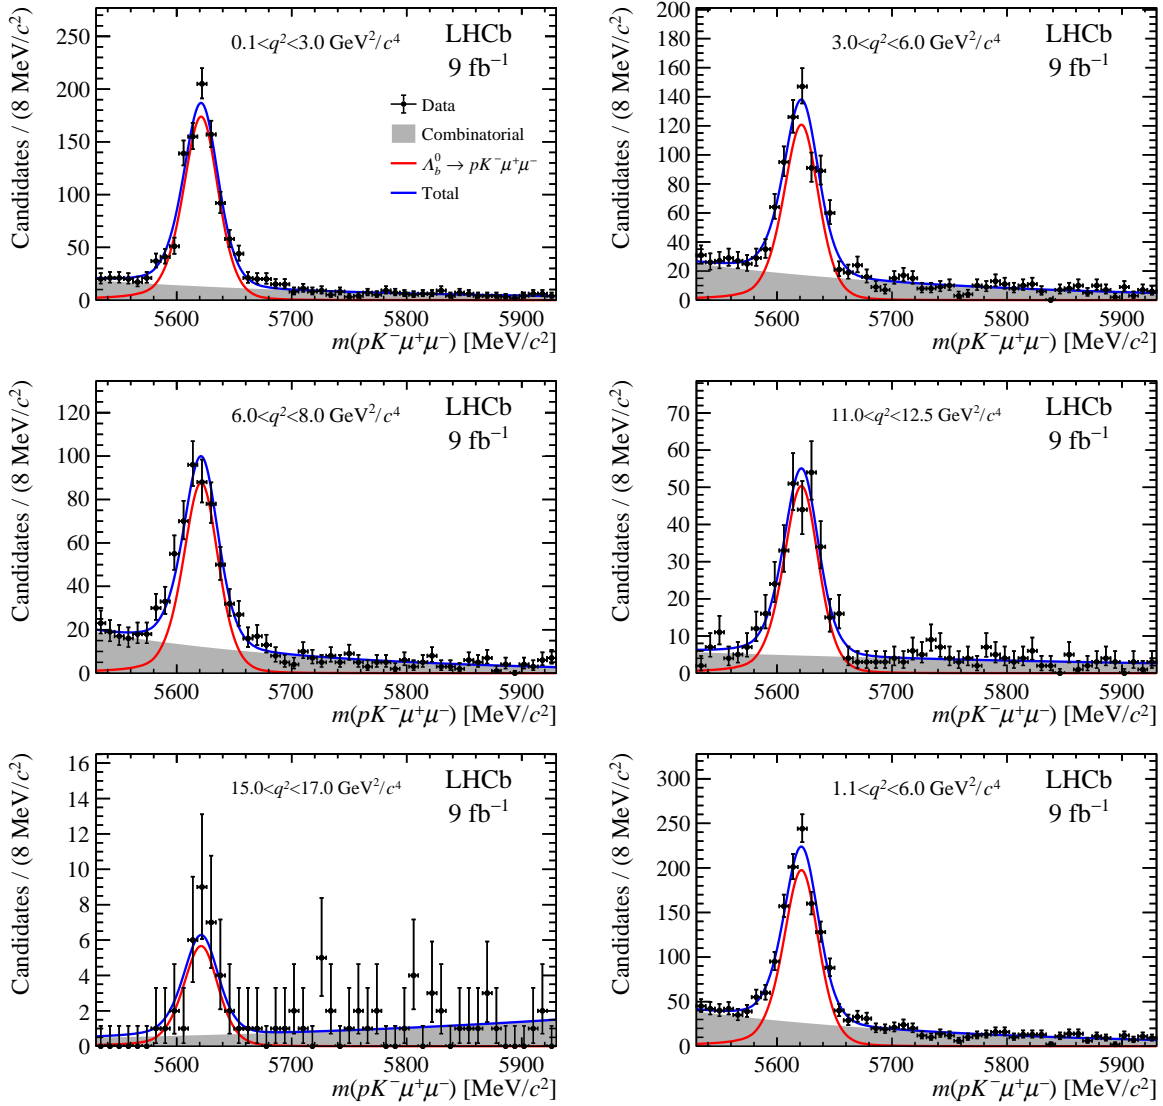 Candidates / (8 MeV/c²)
250
200
150
100
50
0
0.1<q²<3.0 GeV²/c⁴
LHCb
9 fb⁻¹
Data
Combinatorial
Λ⁰_b → pK⁻μ⁺μ⁻
Total
5600 5700 5800 5900
m(pK⁻μ⁺μ⁻) [MeV/c²]
Candidates / (8 MeV/c²)
200
180
160
140
120
100
80
60
40
20
0
3.0<q²<6.0 GeV²/c⁴
LHCb
9 fb⁻¹
5600 5700 5800 5900
m(pK⁻μ⁺μ⁻) [MeV/c²]
Candidates / (8 MeV/c²)
120
100
80
60
40
20
0
6.0<q²<8.0 GeV²/c⁴
LHCb
9 fb⁻¹
5600 5700 5800 5900
m(pK⁻μ⁺μ⁻) [MeV/c²]
Candidates / (8 MeV/c²)
70
60
50
40
30
20
10
0
11.0<q²<12.5 GeV²/c⁴
LHCb
9 fb⁻¹
5600 5700 5800 5900
m(pK⁻μ⁺μ⁻) [MeV/c²]
Candidates / (8 MeV/c²)
16
14
12
10
8
6
4
2
0
15.0<q²<17.0 GeV²/c⁴
LHCb
9 fb⁻¹
5600 5700 5800 5900
m(pK⁻μ⁺μ⁻) [MeV/c²]
Candidates / (8 MeV/c²)
300
250
200
150
100
50
0
1.1<q²<6.0 GeV²/c⁴
LHCb
9 fb⁻¹
5600 5700 5800 5900
m(pK⁻μ⁺μ⁻) [MeV/c²]